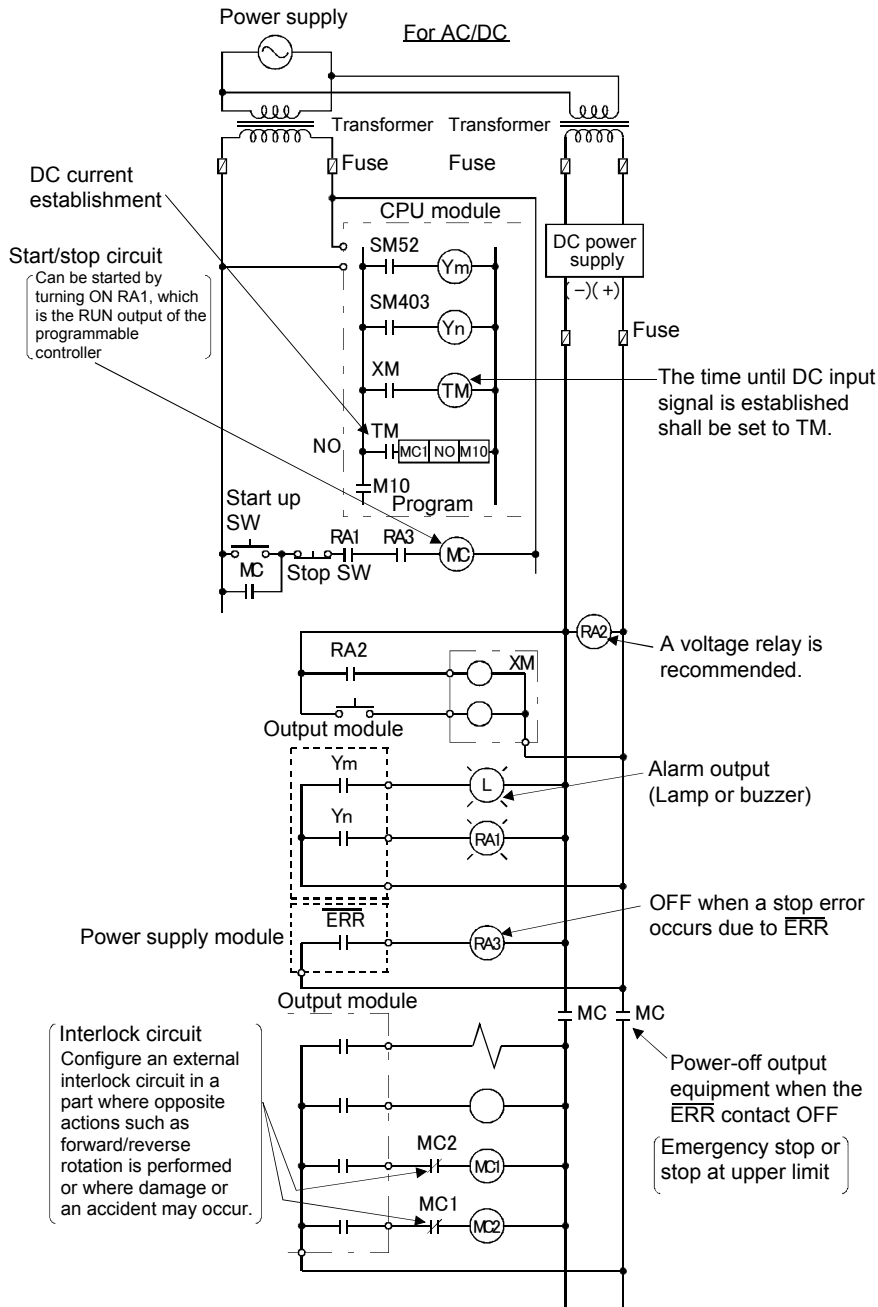 Power supply
For AC/DC
Transformer
Transformer
Fuse
Fuse
DC current
establishment
CPU module
Start/stop circuit
Can be started by
turning ON RA1, which
is the RUN output of the
programmable
controller
SM52
Ym
DC power
supply
(−)(+)
SM403
Yn
Fuse
XM
TM
The time until DC input
signal is established
shall be set to TM.
TM
NO
MC1 NO M10
M10
Program
Start up
SW
RA1
RA3
MC
MC
Stop SW
RA2
A voltage relay is
recommended.
RA2
XM
Output module
Ym
L
Alarm output
(Lamp or buzzer)
Yn
RA1
ERR
OFF when a stop error
occurs due to ERR
Power supply module
RA3
Output module
MC
MC
Interlock circuit
Configure an external
interlock circuit in a
part where opposite
actions such as
forward/reverse
rotation is performed
or where damage or
an accident may occur.
Power-off output
equipment when the
ERR contact OFF
Emergency stop or
stop at upper limit
MC2
MC1
MC1
MC2